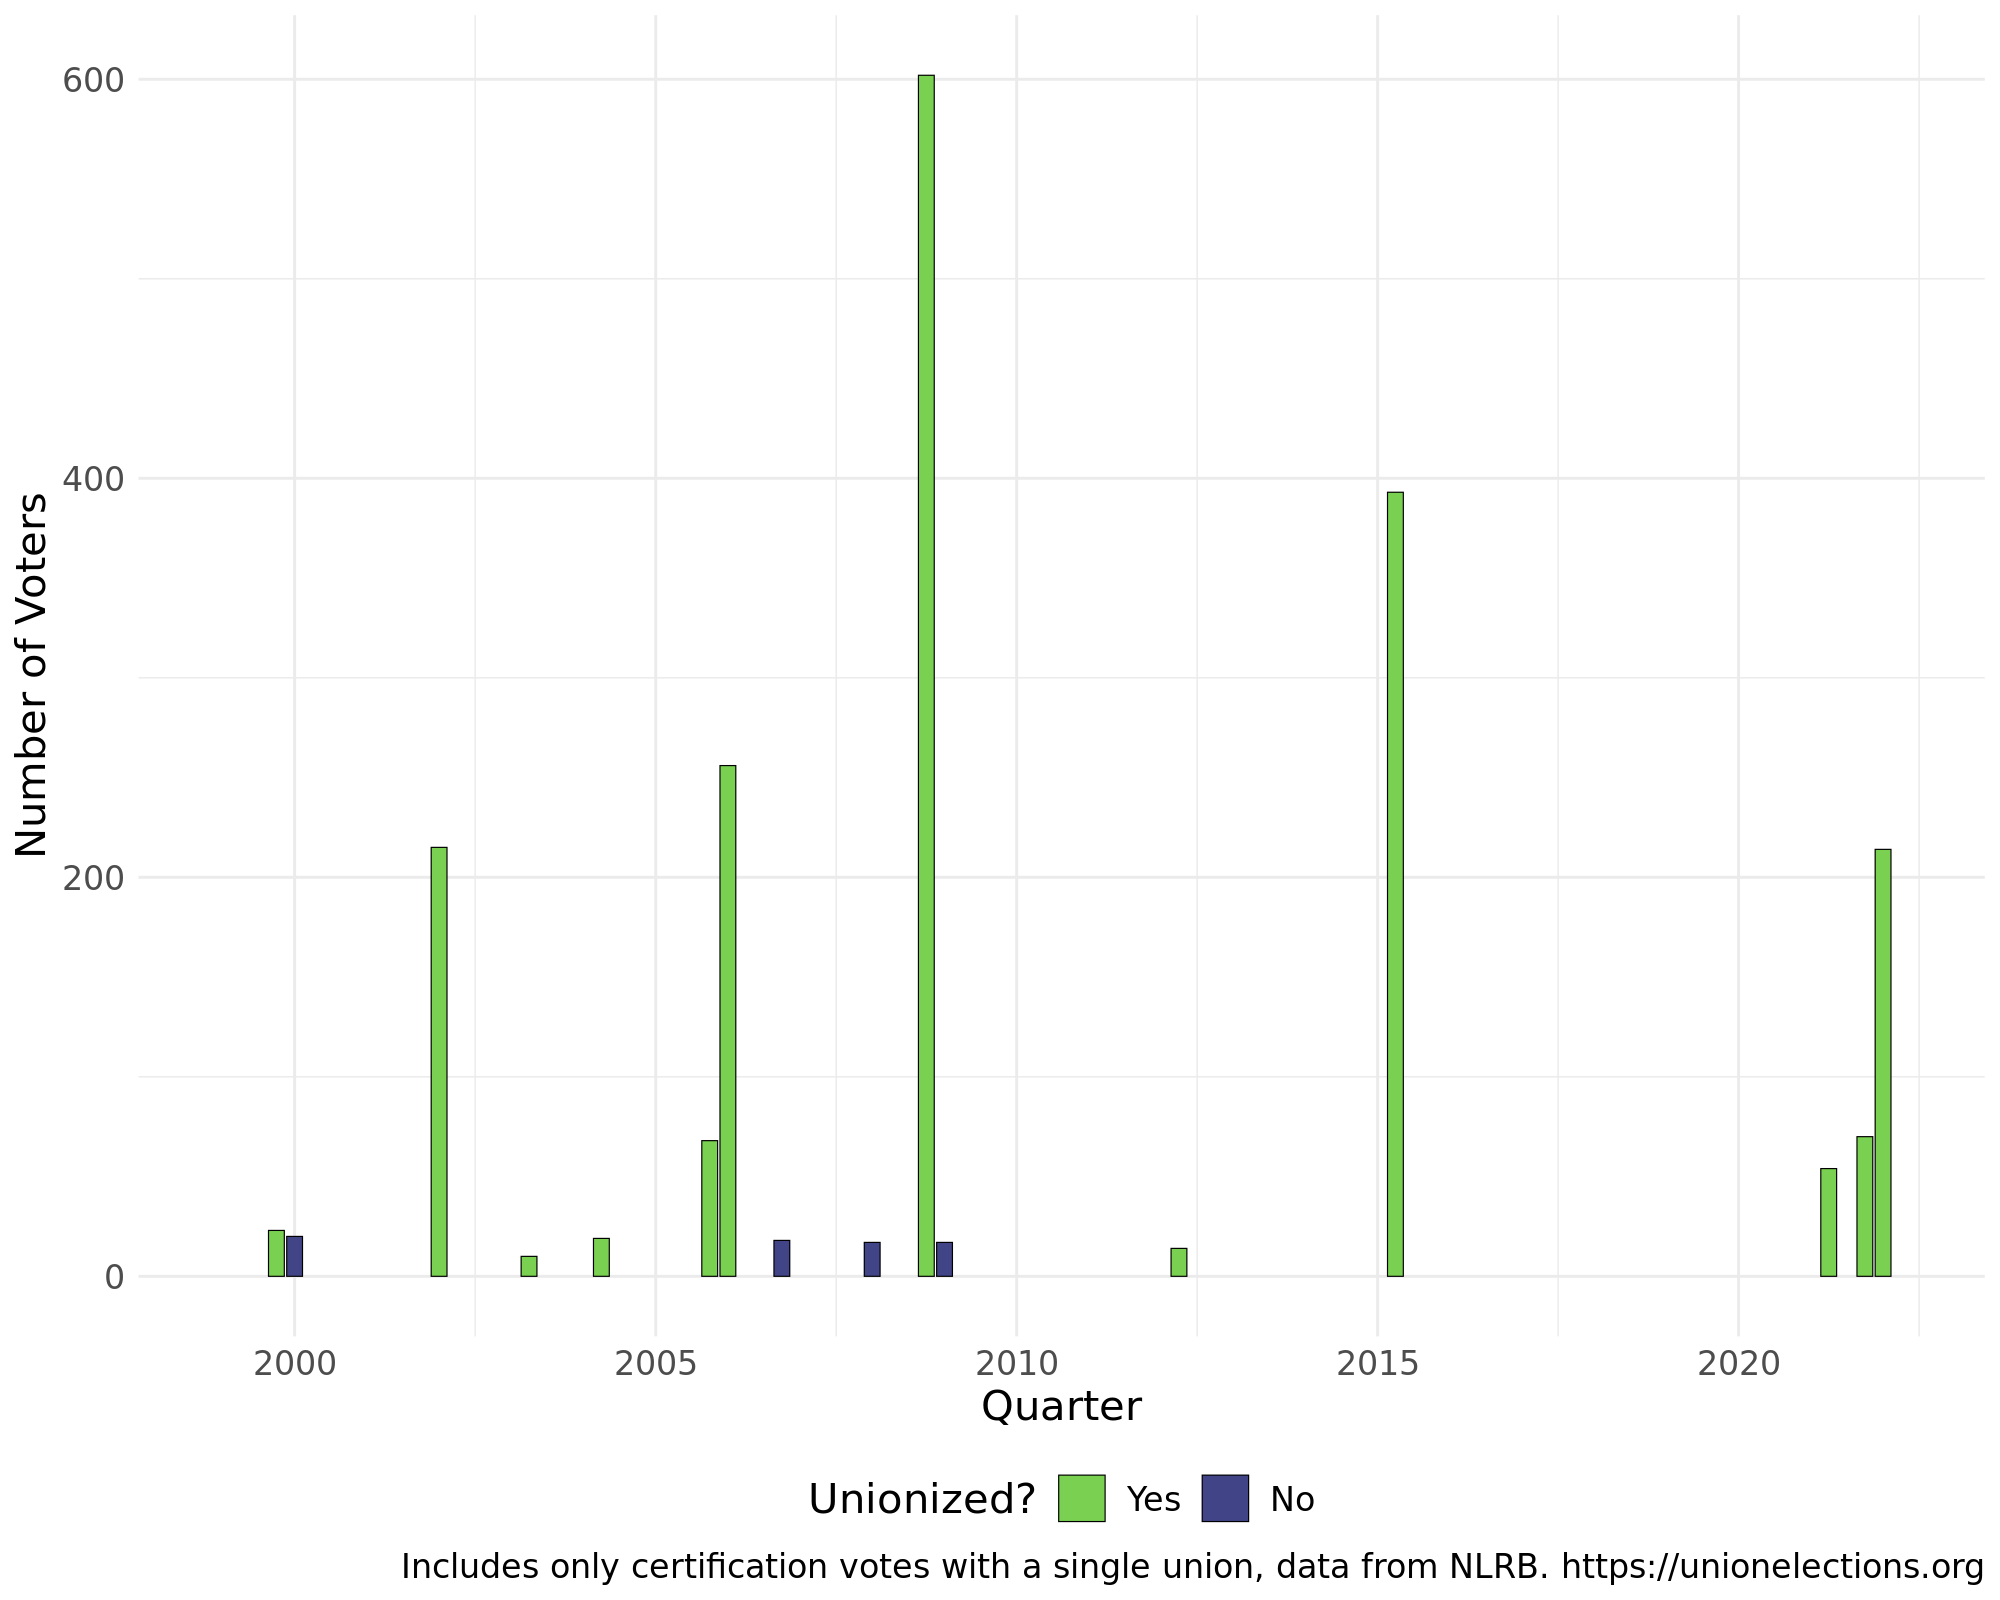 600
400
200
0
Number of Voters
2000 2005 2010 2015 2020
Quarter
Unionized? Yes No
Includes only certification votes with a single union, data from NLRB. https://unionelections.org